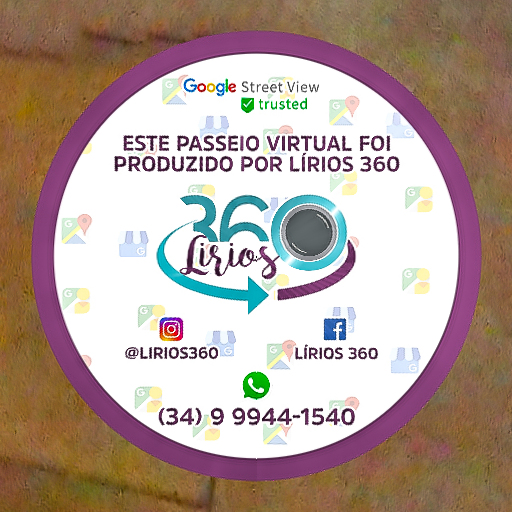 Google Street View
trusted
ESTE PASSEIO VIRTUAL FOI
PRODUZIDO POR LÍRIOS 360
360
Lirios
@LIRIOS360
LÍRIOS 360
(34) 9 9944-1540